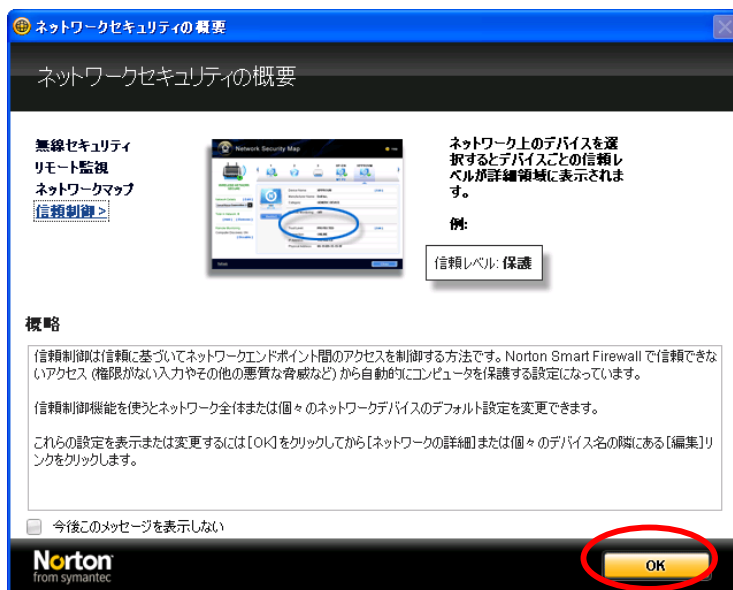 ネットワークセキュリティの概要
ネットワークセキュリティの概要
無線セキュリティ
リモート監視
ネットワークマップ
信頼制御 >
Network Security Map
ネットワーク上のデバイスを選
択するとデバイスごとの信頼レ
ベルが詳細領域に表示されま
す。
例:
信頼レベル: 保護
概略
信頼制御は信頼に基づいてネットワークエンドポイント間のアクセスを制御する方法です。Norton Smart Firewall で信頼できな
いアクセス (権限がない入力やその他の悪質な脅威など) から自動的にコンピュータを保護する設定になっています。
信頼制御機能を使うとネットワーク全体または個々のネットワークデバイスのデフォルト設定を変更できます。
これらの設定を表示または変更するには [OK] をクリックしてから [ネットワークの詳細] または個々のデバイス名の隣にある [編集] リ
ンクをクリックします。
今後このメッセージを表示しない
Norton
from symantec
OK